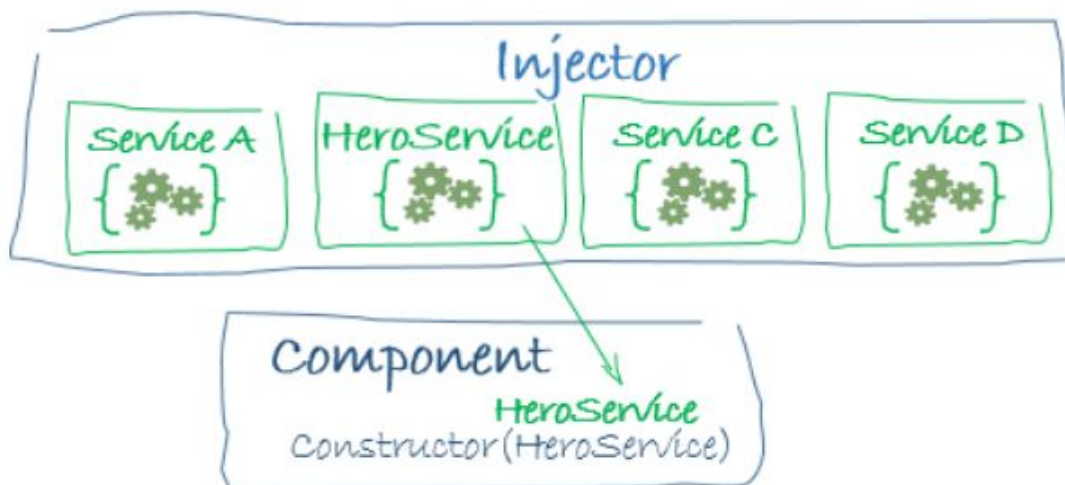 Injector
Service A HeroService Service C Service D
Component
HeroService
Constructor(HeroService)